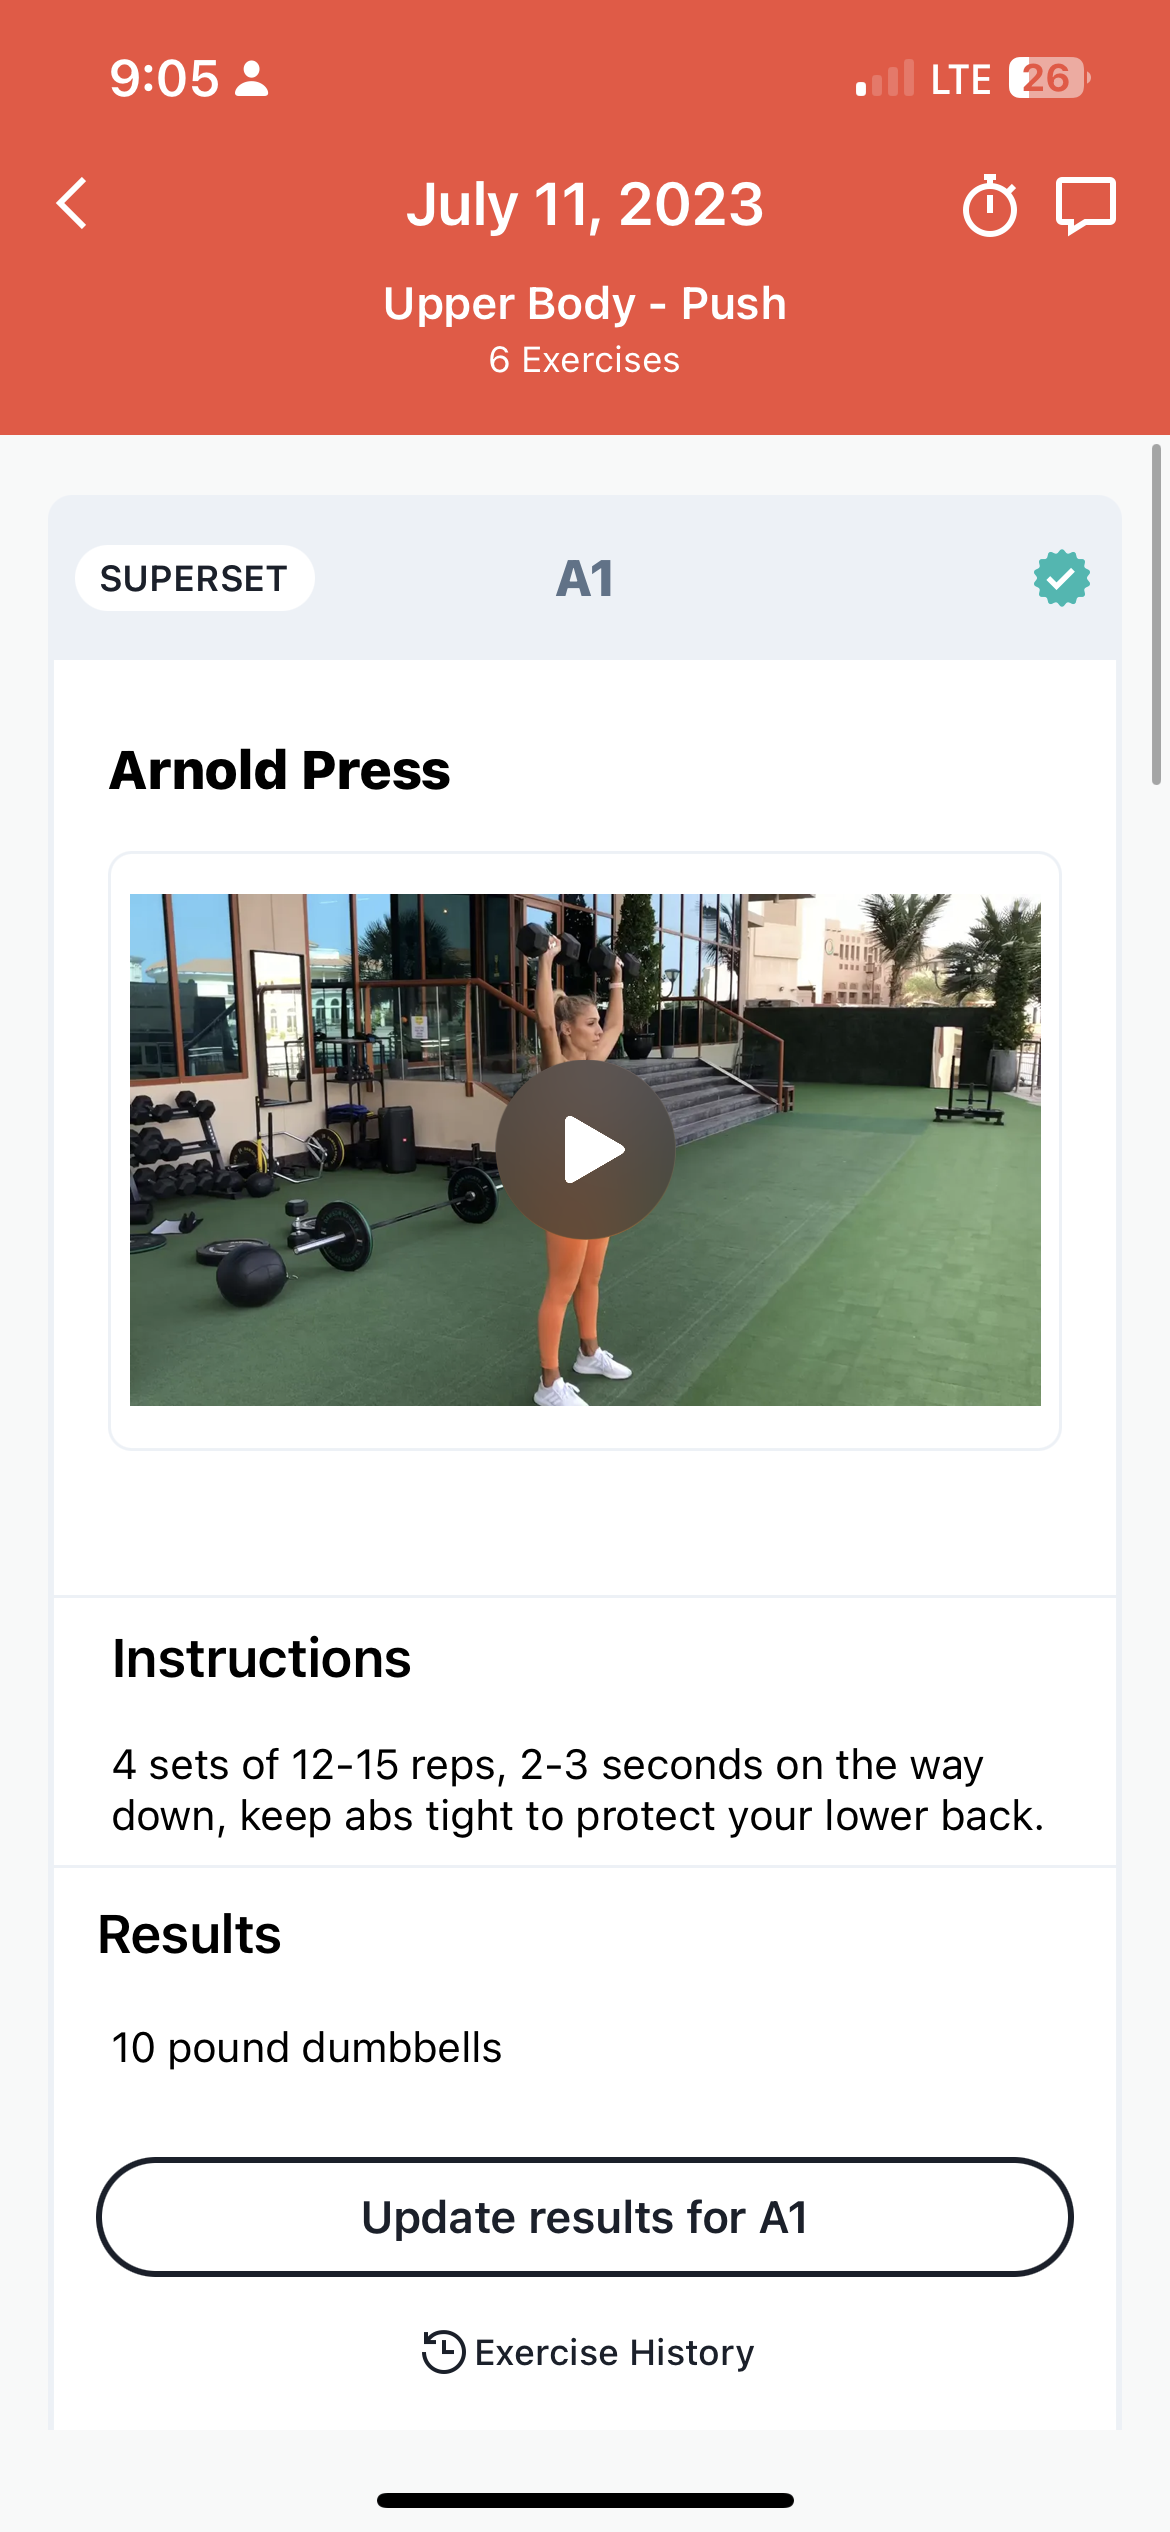 9:05
LTE 26
July 11, 2023
Upper Body - Push
6 Exercises
SUPERSET
A1
Arnold Press
Instructions
4 sets of 12-15 reps, 2-3 seconds on the way
down, keep abs tight to protect your lower back.
Results
10 pound dumbbells
Update results for A1
Exercise History